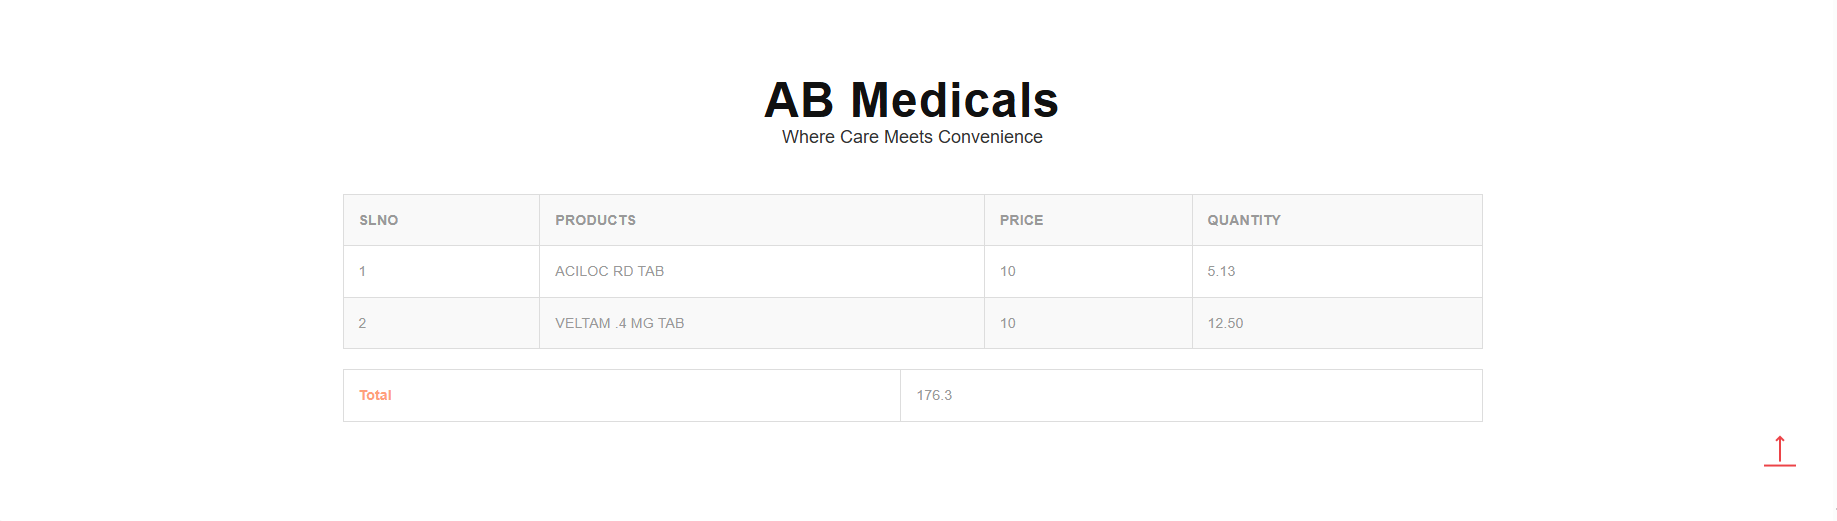 AB Medicals
Where Care Meets Convenience
SLNO PRODUCTS PRICE QUANTITY
1 ACILOC RD TAB 10 5.13
2 VELTAM .4 MG TAB 10 12.50
Total 176.3